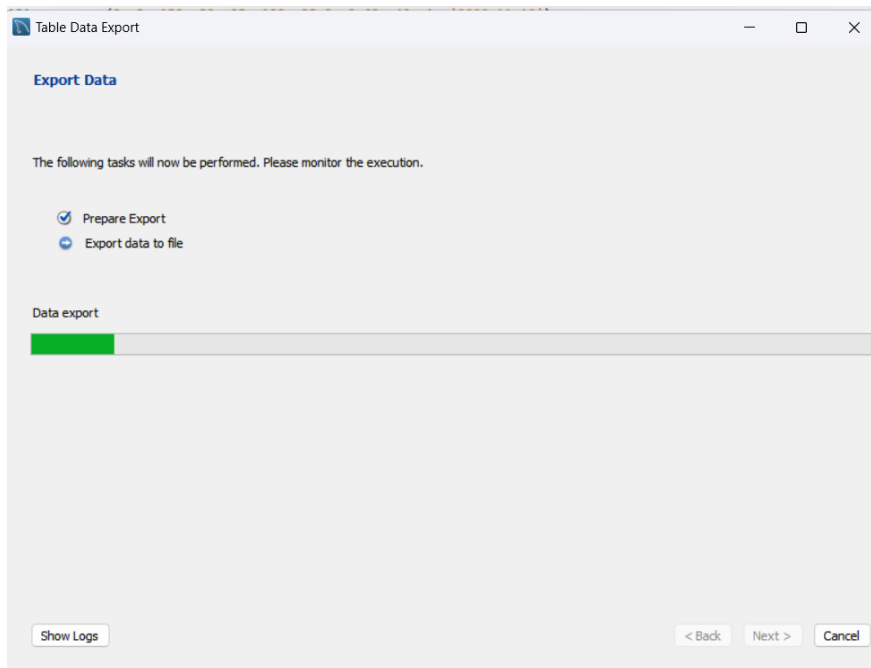 Table Data Export
Export Data
The following tasks will now be performed. Please monitor the execution.
Prepare Export
Export data to file
Data export
Show Logs
< Back Next > Cancel